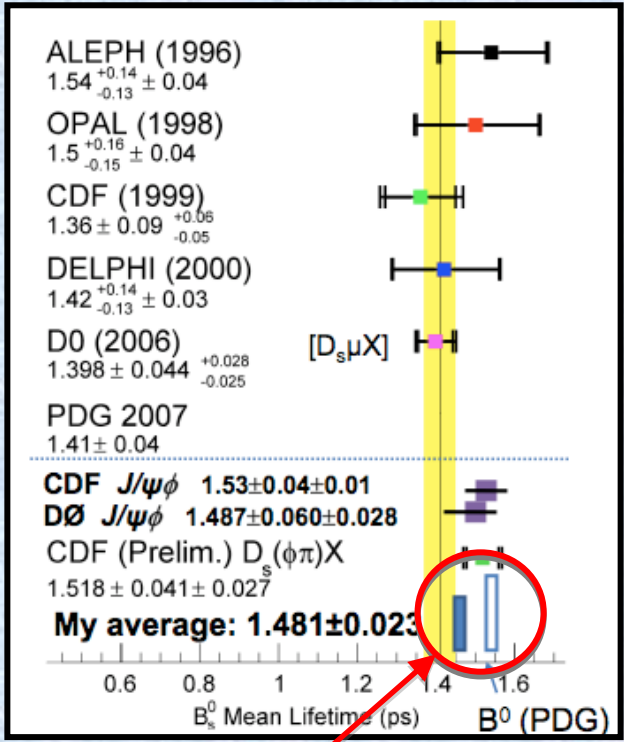 ALEPH (1996)
1.54 +0.14 -0.13 ± 0.04
OPAL (1998)
1.5 +0.16 -0.15 ± 0.04
CDF (1999)
1.36 ± 0.09 +0.06 -0.05
DELPHI (2000)
1.42 +0.14 -0.13 ± 0.03
D0 (2006) [DsμX]
1.398 ± 0.044 +0.028 -0.025
PDG 2007
1.41± 0.04
CDF J/ψϕ 1.53±0.04±0.01
DØ J/ψϕ 1.487±0.060±0.028
CDF (Prelim.) Ds(ϕπ)X
1.518 ± 0.041± 0.027
My average: 1.481±0.023
0.6 0.8 1 1.2 1.4 1.6
B⁰s Mean Lifetime (ps) B⁰ (PDG)